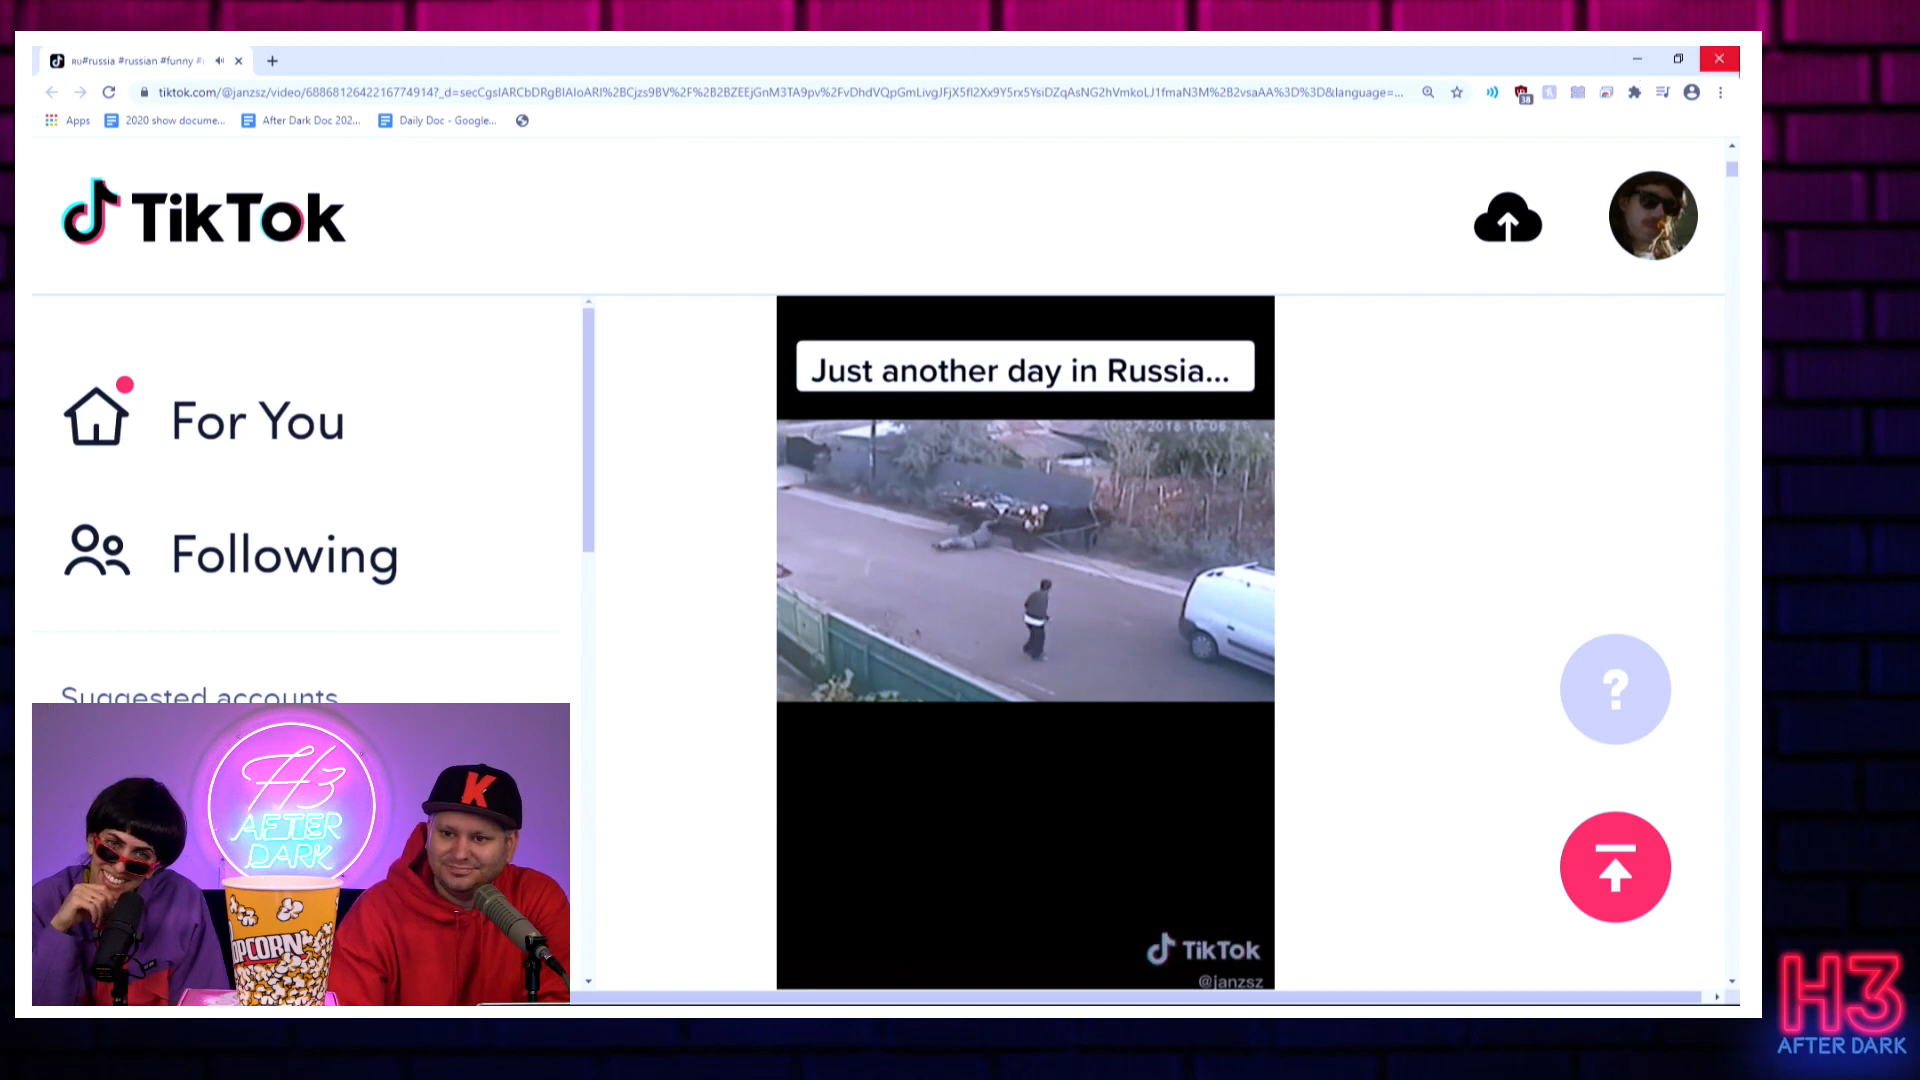 RU#russia #russian #funny #
tiktok.com/@janzsz/video/6886812642216774914?_d=secCgsIARCbDRgBIAIoARI%2BCjzs9BV%2F%2B2BZEEjGnM3TA9pv%2FvDhdVQpGmLivgJFjX5fI2Xx9Y5rx5YsiDZqAsNG2hVmkoLJ1fmaN3M%2B2vsaAA%3D%3D&language=...
38
Apps 2020 show docume... After Dark Doc 202... Daily Doc - Google...
TikTok
For You
Following
Suggested accounts
Just another day in Russia...
TikTok
@janzsz
?
H3
AFTER
DARK
K
POPCORN
H3
AFTER DARK